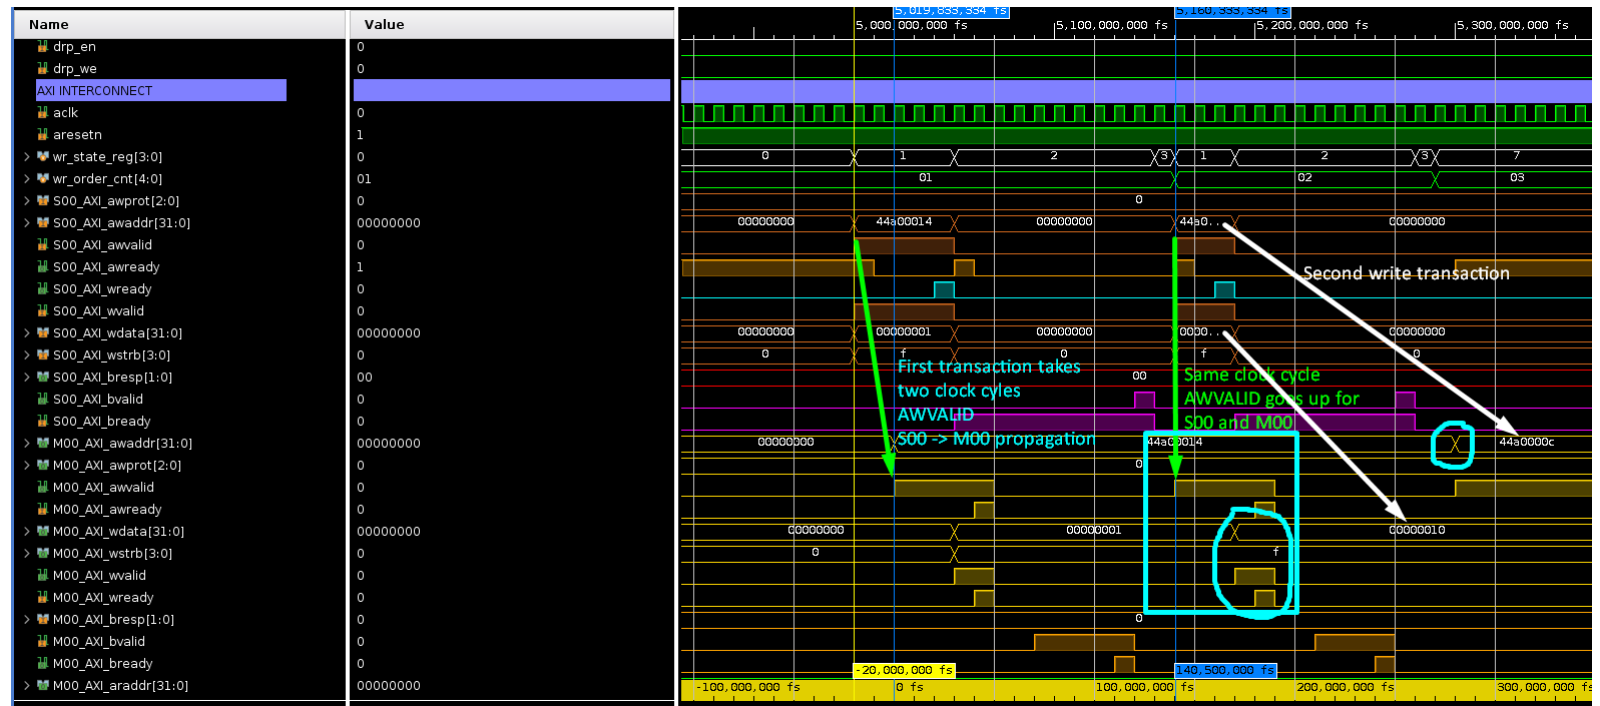 5,019,833,334 fs 5,160,333,334 fs
Name Value 5,000,000,000 fs 5,100,000,000 fs 5,200,000,000 fs 5,300,000,000 fs
drp_en 0
drp_we 0
AXI INTERCONNECT
aclk 0
aresetn 1
wr_state_reg[3:0] 0 0 1 2 3 1 2 3 7
wr_order_cnt[4:0] 01 01 02 03
S00_AXI_awprot[2:0] 0 0
S00_AXI_awaddr[31:0] 00000000 00000000 44a00014 00000000 44a0.. 00000000
S00_AXI_awvalid 0
S00_AXI_awready 1
Second write transaction
S00_AXI_wready 0
S00_AXI_wvalid 0
S00_AXI_wdata[31:0] 00000000 00000000 00000001 00000000 0000.. 00000000
S00_AXI_wstrb[3:0] 0 0 f 0 f 0
First transaction takes
two clock cyles
AWVALID
S00 -> M00 propagation
Same clock cycle
AWVALID goes up for
S00 and M00
S00_AXI_bresp[1:0] 00 00
S00_AXI_bvalid 0
S00_AXI_bready 0
M00_AXI_awaddr[31:0] 00000000 00000000 44a00014 44a0000c
M00_AXI_awprot[2:0] 0 0
M00_AXI_awvalid 0
M00_AXI_awready 0
M00_AXI_wdata[31:0] 00000000 00000000 00000001 00000010
M00_AXI_wstrb[3:0] 0 0 f
M00_AXI_wvalid 0
M00_AXI_wready 0
M00_AXI_bresp[1:0] 0 0
M00_AXI_bvalid 0
M00_AXI_bready 0
-20,000,000 fs 140,500,000 fs
M00_AXI_araddr[31:0] 00000000
-100,000,000 fs 0 fs 100,000,000 fs 200,000,000 fs 300,000,000 fs